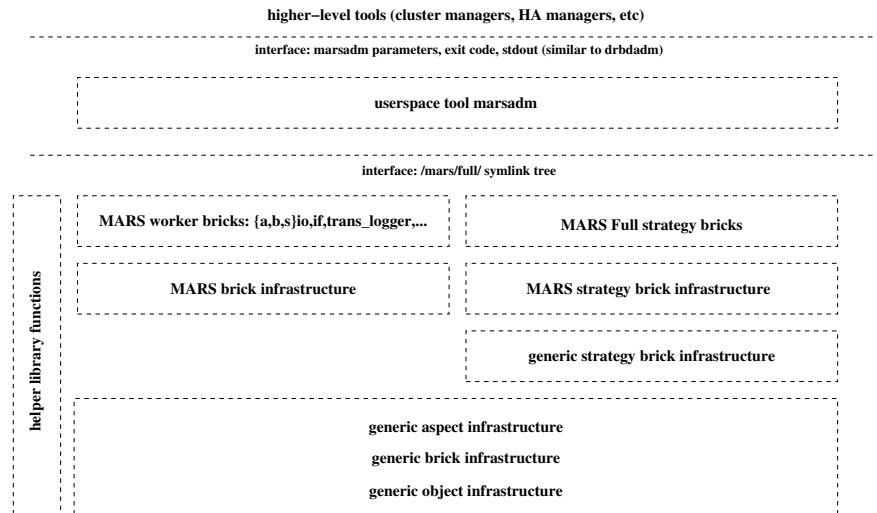 higher−level tools (cluster managers, HA managers, etc)
interface: marsadm parameters, exit code, stdout (similar to drbdadm)
userspace tool marsadm
interface: /mars/full/ symlink tree
helper library functions
MARS worker bricks: {a,b,s}io,if,trans_logger,...
MARS Full strategy bricks
MARS brick infrastructure
MARS strategy brick infrastructure
generic strategy brick infrastructure
generic aspect infrastructure
generic brick infrastructure
generic object infrastructure